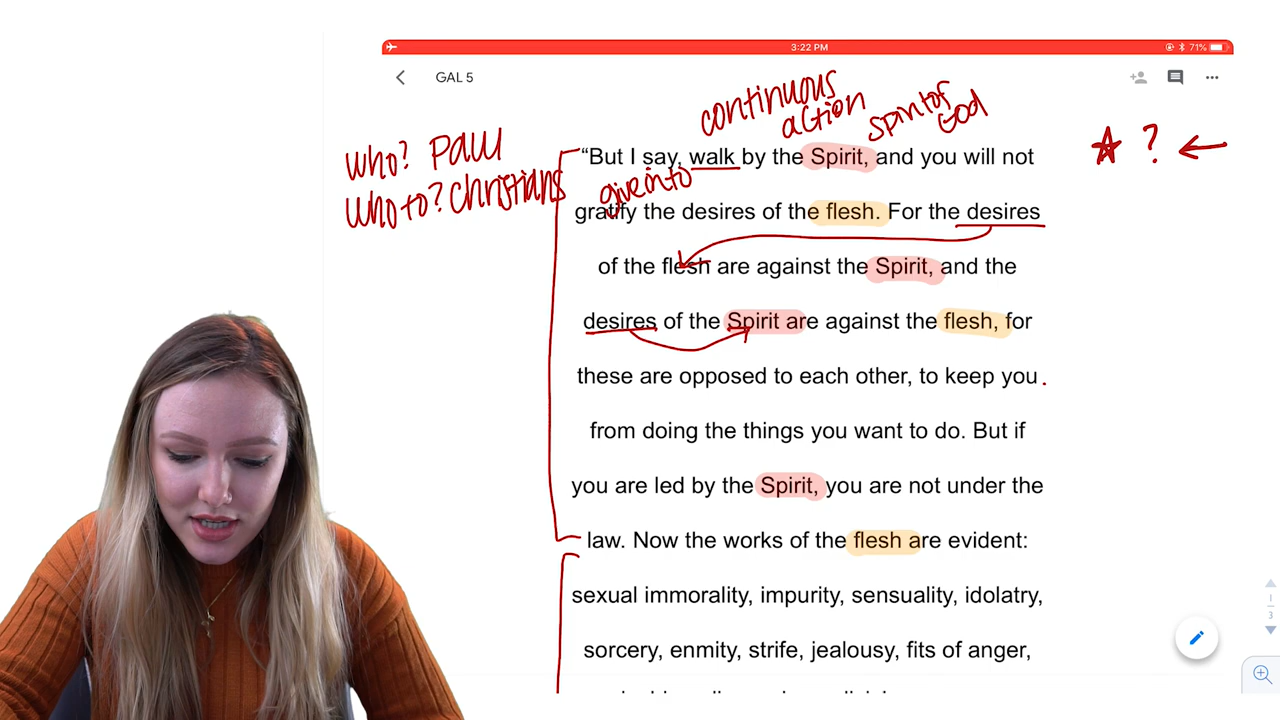 3:22 PM
71%
GAL 5
continuous
action
spirit of
God
who? Paul
who to? Christians
★ ? ←
“But I say, walk by the Spirit, and you will not
give into
gratify the desires of the flesh. For the desires
of the flesh are against the Spirit, and the
desires of the Spirit are against the flesh, for
these are opposed to each other, to keep you
from doing the things you want to do. But if
you are led by the Spirit, you are not under the
law. Now the works of the flesh are evident:
sexual immorality, impurity, sensuality, idolatry,
sorcery, enmity, strife, jealousy, fits of anger,
1
3